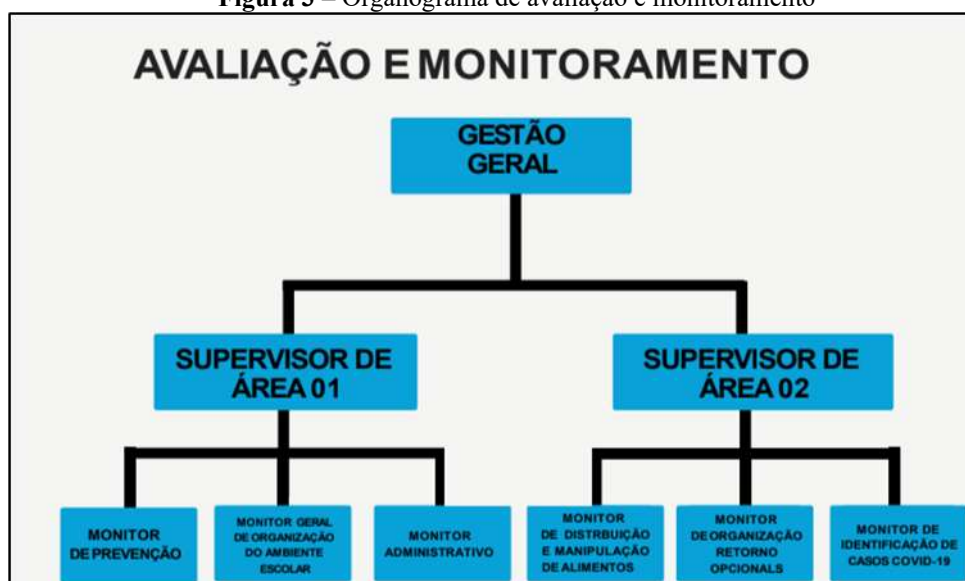 Figura 3 – Organograma de avaliação e monitoramento
AVALIAÇÃO E MONITORAMENTO
GESTÃO
GERAL
SUPERVISOR DE
ÁREA 01
SUPERVISOR DE
ÁREA 02
MONITOR
DE PREVENÇÃO
MONITOR GERAL
DE ORGANIZAÇÃO
DO AMBIENTE
ESCOLAR
MONITOR
ADMINISTRATIVO
MONITOR
DE DISTRBUIÇÃO
E MANIPULAÇÃO
DE ALIMENTOS
MONITOR
DE ORGANIZAÇÃO
RETORNO
OPCIONALS
MONITOR DE
IDENTIFICAÇÃO DE
CASOS COVID-19